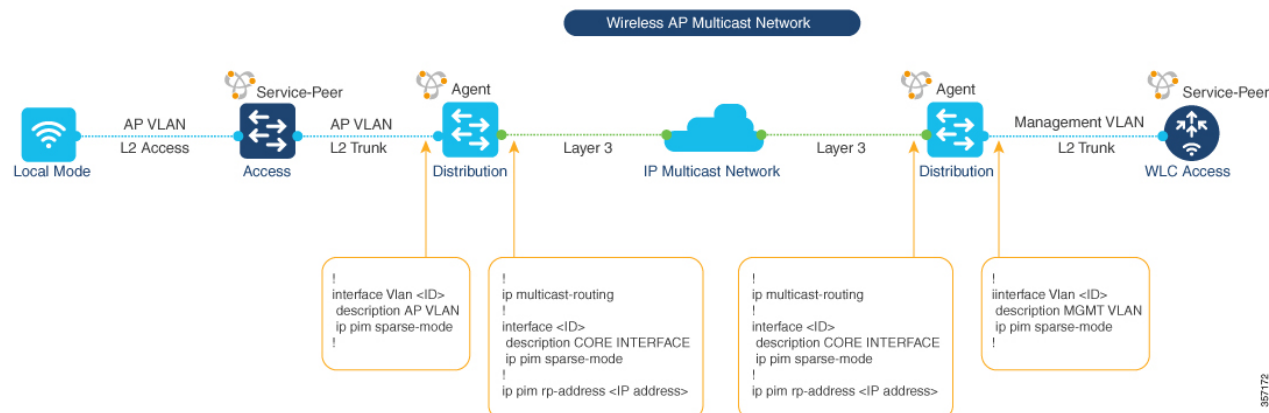 Wireless AP Multicast Network
Service-Peer
Agent
Agent
Service-Peer
AP VLAN
L2 Access
AP VLAN
L2 Trunk
Layer 3
Layer 3
Management VLAN
L2 Trunk
Local Mode
Access
Distribution
IP Multicast Network
Distribution
WLC Access
!
interface Vlan <ID>
description AP VLAN
ip pim sparse-mode
!
!
ip multicast-routing
!
interface <ID>
description CORE INTERFACE
ip pim sparse-mode
!
ip pim rp-address <IP address>
!
ip multicast-routing
!
interface <ID>
description CORE INTERFACE
ip pim sparse-mode
!
ip pim rp-address <IP address>
!
iinterface Vlan <ID>
description MGMT VLAN
ip pim sparse-mode
!
357172